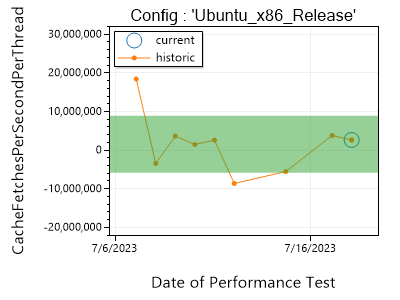 Config : 'Ubuntu_x86_Release'
current
historic
CacheFetchesPerSecondPerThread
30,000,000
20,000,000
10,000,000
0
-10,000,000
-20,000,000
7/6/2023
7/16/2023
Date of Performance Test